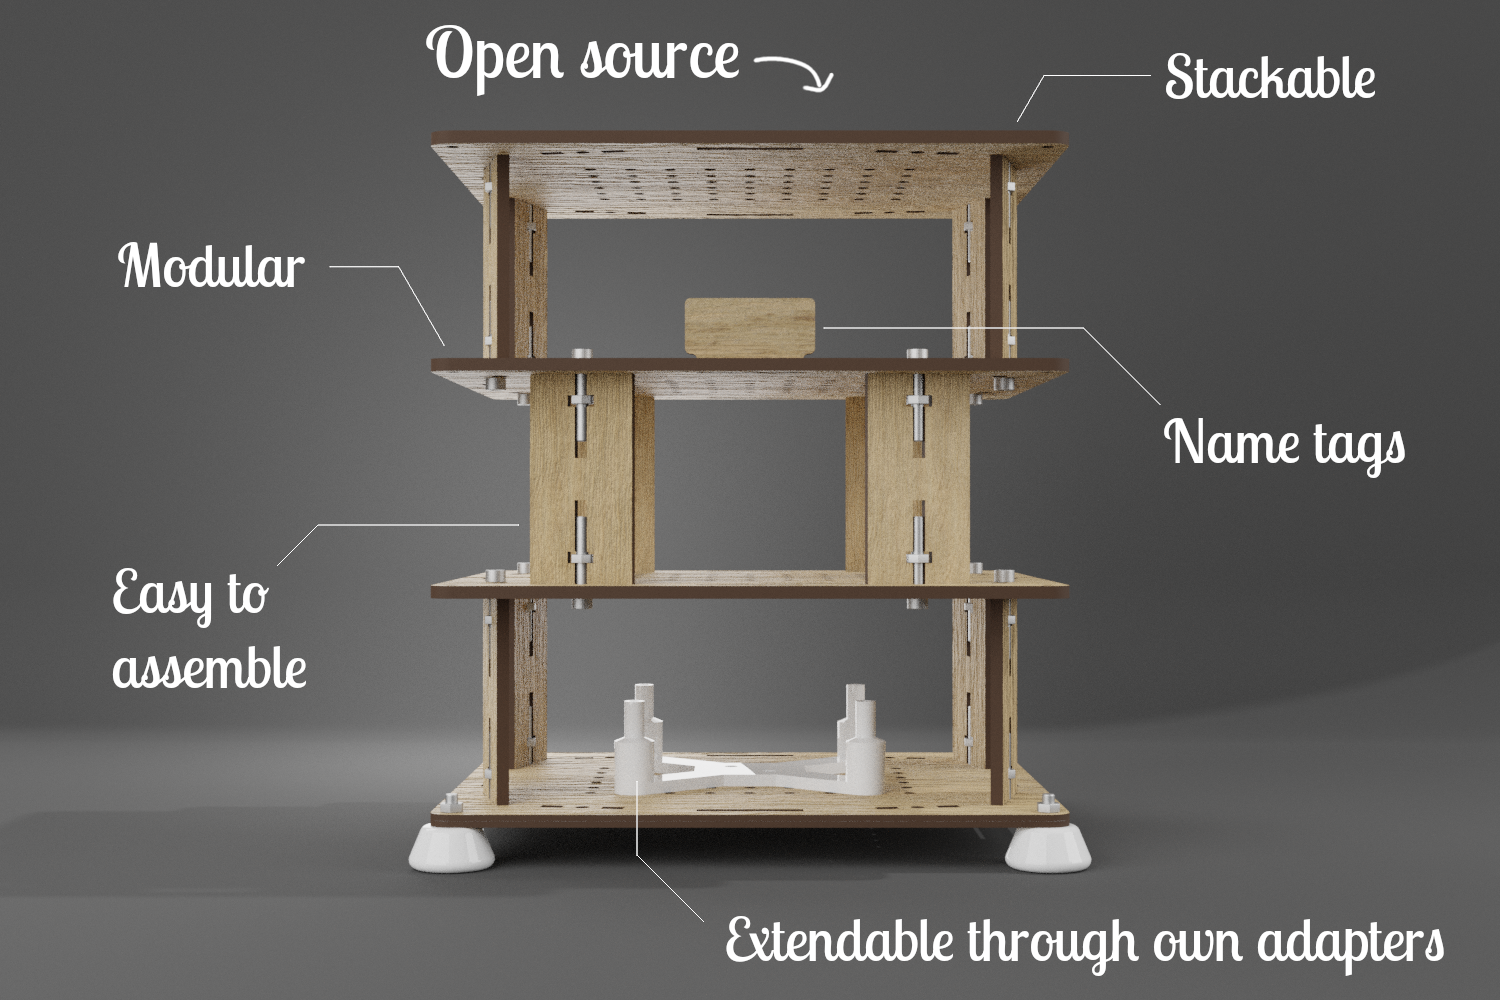 Open source
Stackable
Modular
Name tags
Easy to
assemble
Extendable through own adapters